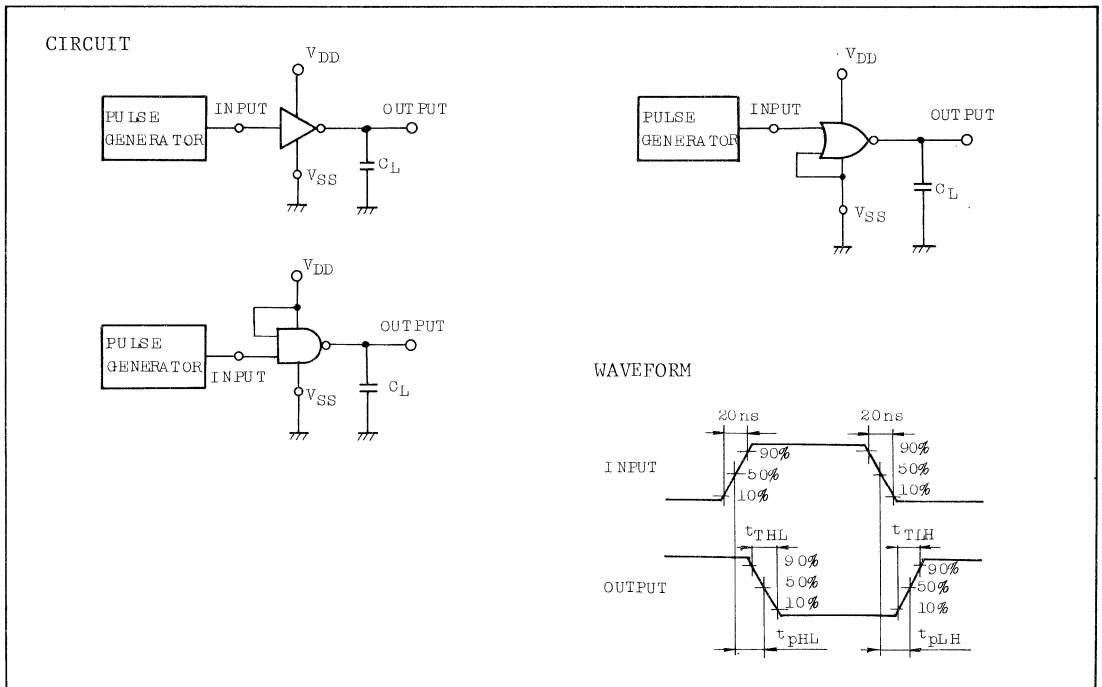 CIRCUIT
VDD
INPUT
OUTPUT
PULSE
GENERATOR
CL
VSS
VDD
INPUT
OUTPUT
PULSE
GENERATOR
CL
VSS
VDD
OUTPUT
PULSE
GENERATOR
INPUT
CL
VSS
WAVEFORM
20ns
20ns
INPUT
90%
50%
10%
90%
50%
10%
tTHL
tTLH
OUTPUT
90%
50%
10%
90%
50%
10%
tpHL
tpLH